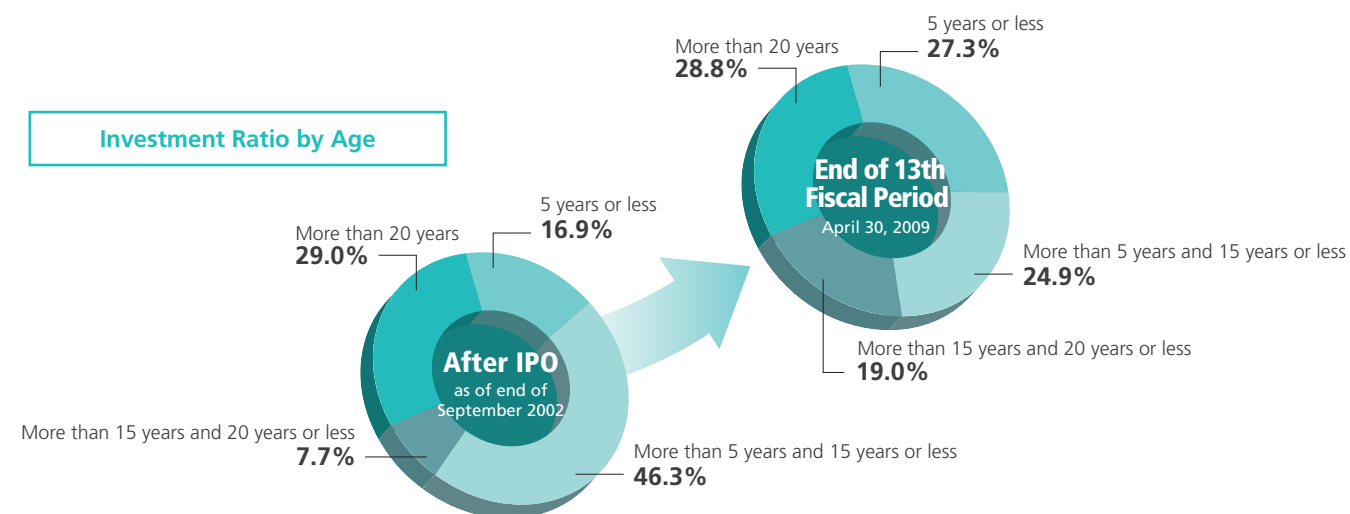 Investment Ratio by Age
More than 20 years
29.0%
5 years or less
16.9%
After IPO
as of end of
September 2002
More than 15 years and 20 years or less
7.7%
More than 5 years and 15 years or less
46.3%
More than 20 years
28.8%
5 years or less
27.3%
End of 13th
Fiscal Period
April 30, 2009
More than 5 years and 15 years or less
24.9%
More than 15 years and 20 years or less
19.0%